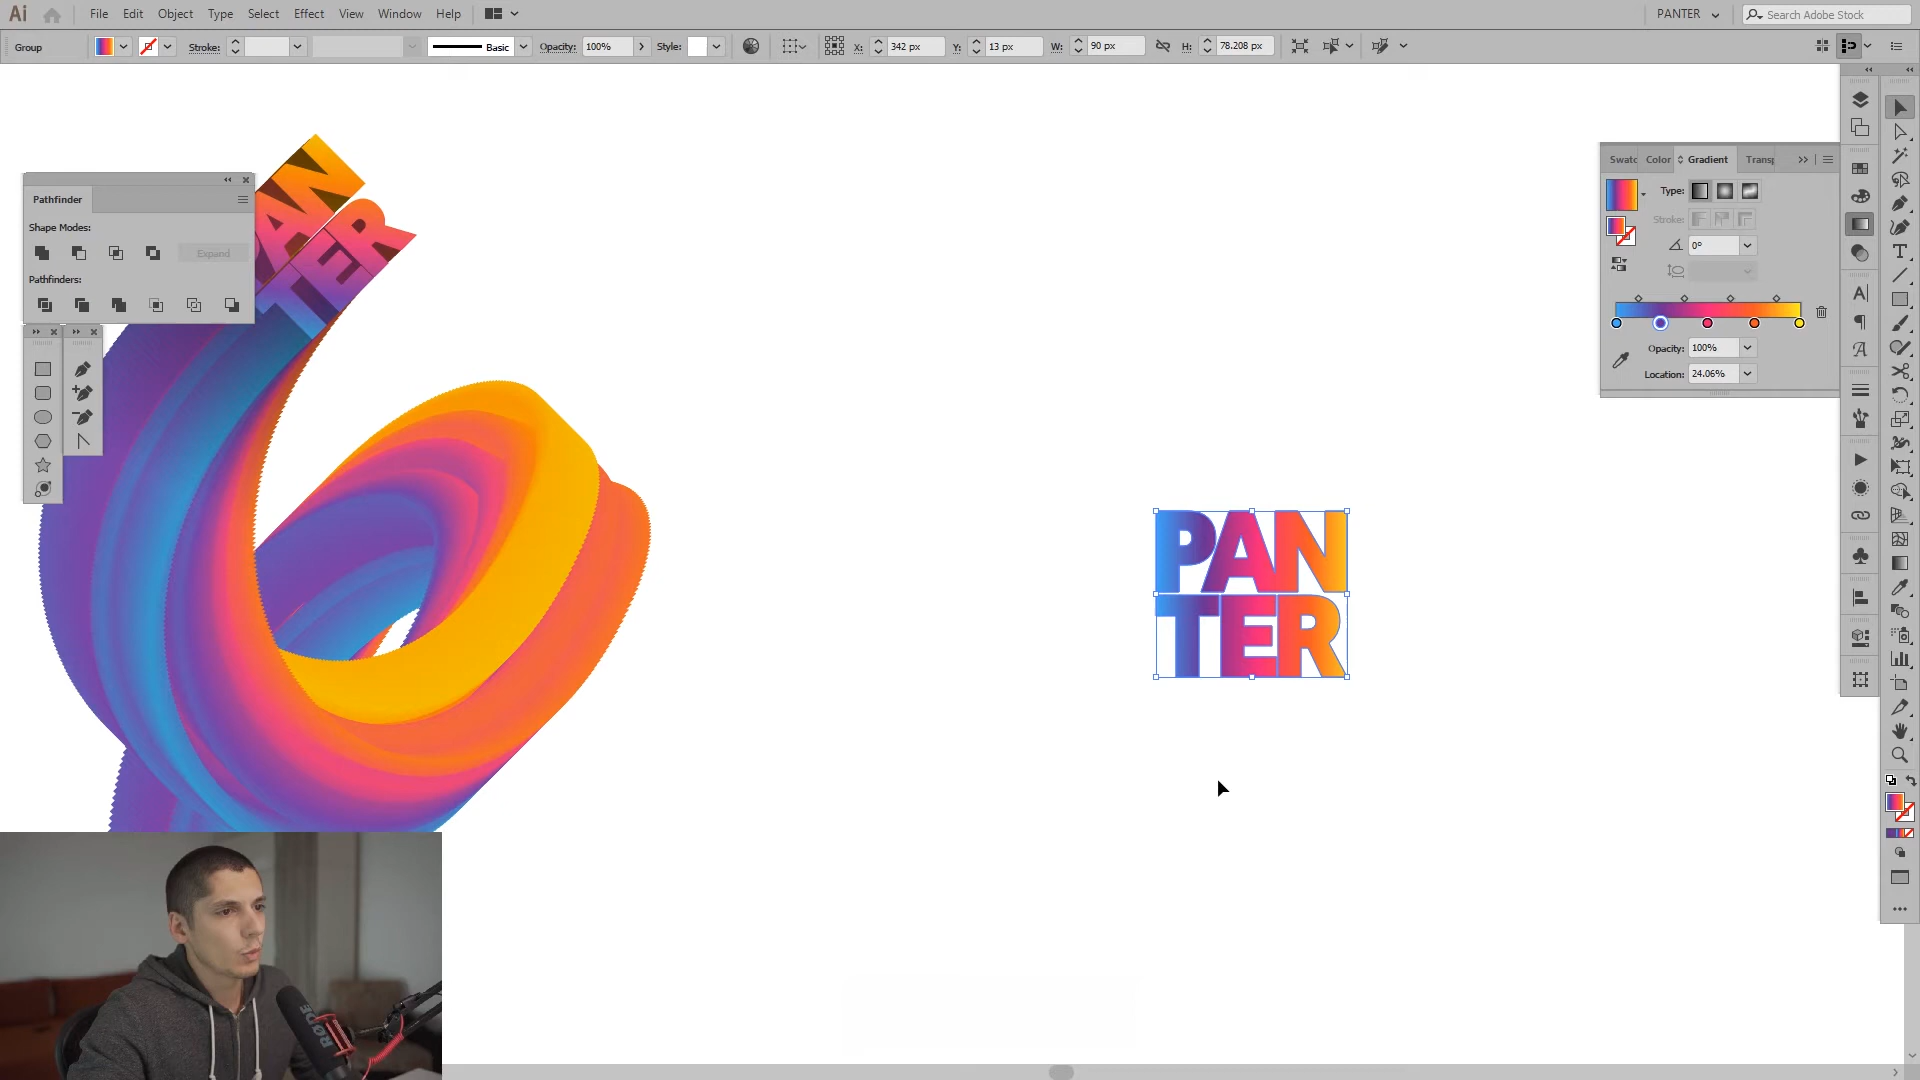 Ai File Edit Object Type Select Effect View Window Help PANTER Search Adobe Stock
Group Stroke: Basic Opacity: 100% Style: X: 342 px Y: 13 px W: 90 px H: 78.208 px
Pathfinder
Shape Modes:
Expand
Pathfinders:
PAN
TER
Swatc Color Gradient Transp
Type:
Stroke:
0°
Opacity: 100%
Location: 24.06%
PAN
TER
RØDE